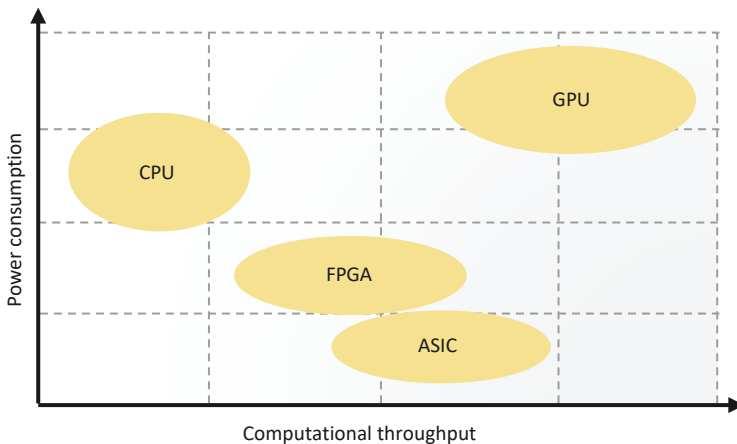 GPU
CPU
FPGA
ASIC
Power consumption
Computational throughput